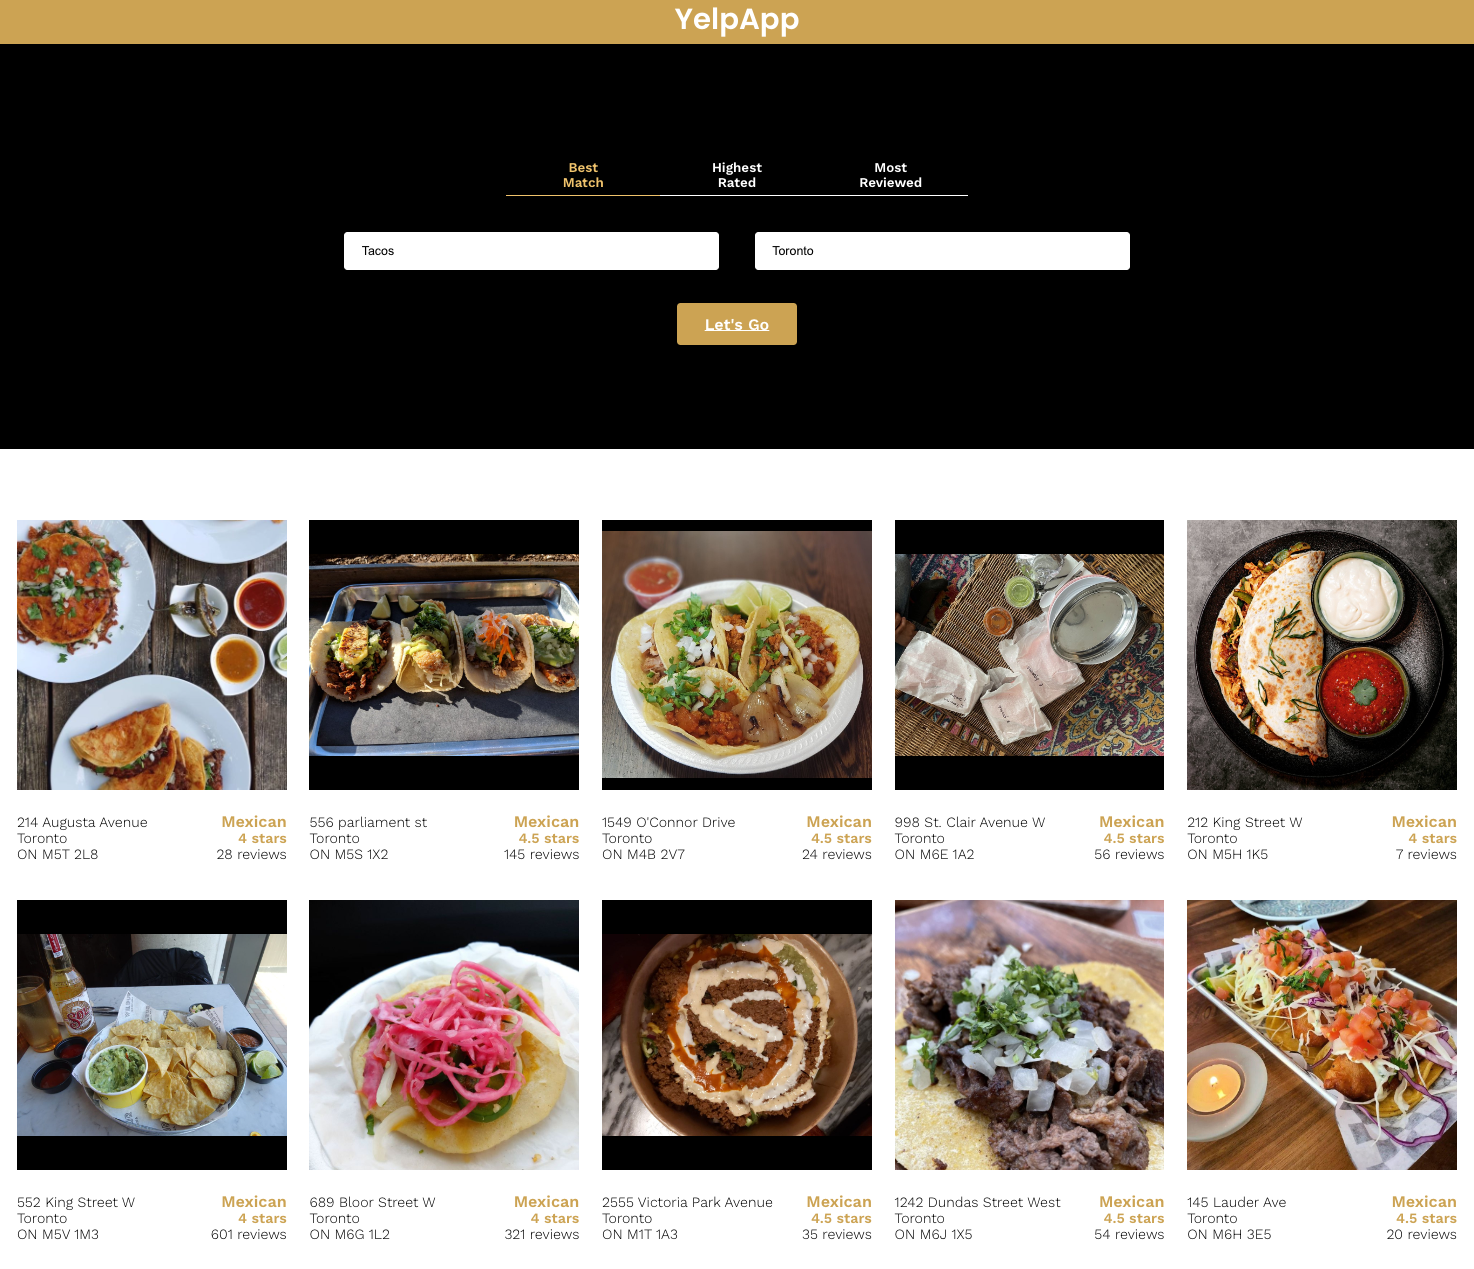 YelpApp
Best
Match
Highest
Rated
Most
Reviewed
Tacos
Toronto
Let's Go
214 Augusta Avenue
Toronto
ON M5T 2L8
Mexican
4 stars
28 reviews
556 parliament st
Toronto
ON M5S 1X2
Mexican
4.5 stars
145 reviews
1549 O'Connor Drive
Toronto
ON M4B 2V7
Mexican
4.5 stars
24 reviews
998 St. Clair Avenue W
Toronto
ON M6E 1A2
Mexican
4.5 stars
56 reviews
212 King Street W
Toronto
ON M5H 1K5
Mexican
4 stars
7 reviews
552 King Street W
Toronto
ON M5V 1M3
Mexican
4 stars
601 reviews
689 Bloor Street W
Toronto
ON M6G 1L2
Mexican
4 stars
321 reviews
2555 Victoria Park Avenue
Toronto
ON M1T 1A3
Mexican
4.5 stars
35 reviews
1242 Dundas Street West
Toronto
ON M6J 1X5
Mexican
4.5 stars
54 reviews
145 Lauder Ave
Toronto
ON M6H 3E5
Mexican
4.5 stars
20 reviews